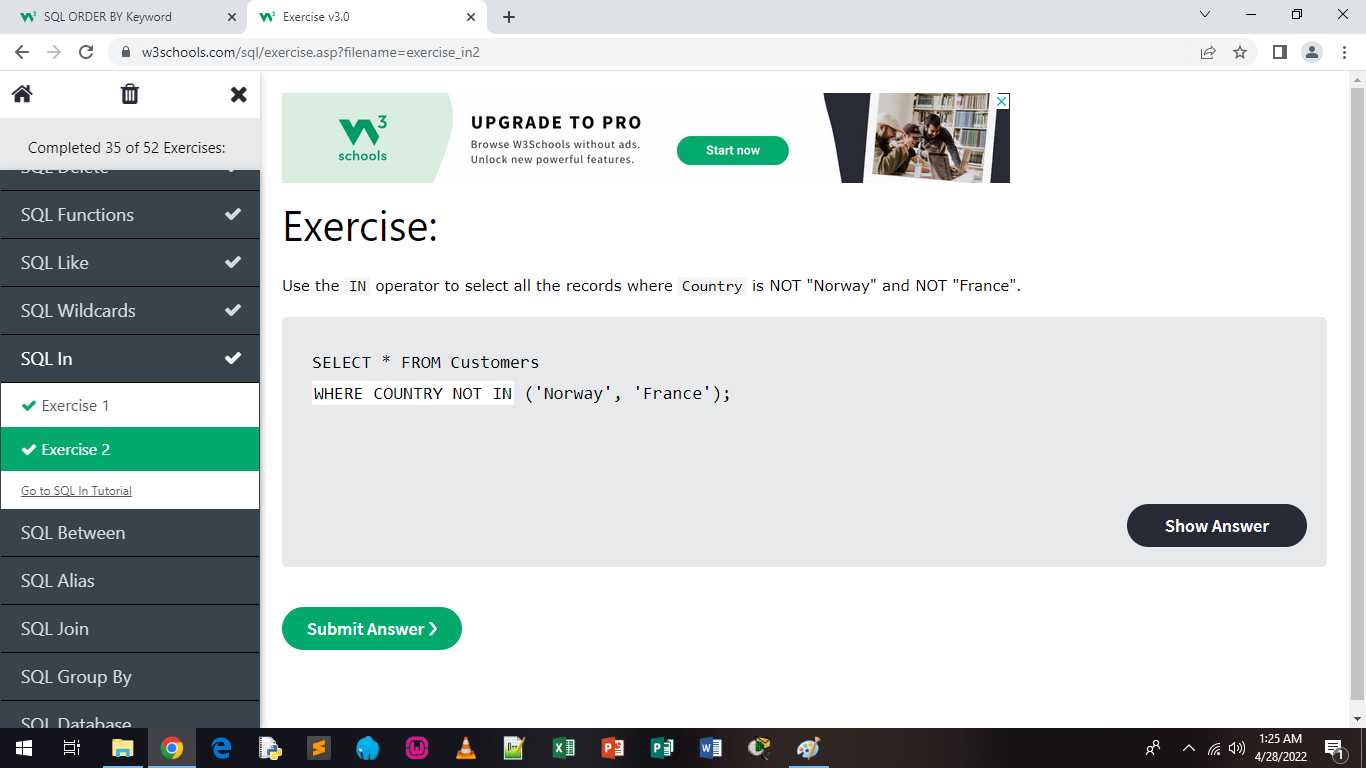 SQL ORDER BY Keyword
Exercise v3.0
w3schools.com/sql/exercise.asp?filename=exercise_in2
Completed 35 of 52 Exercises:
SQL Delete
SQL Functions
SQL Like
SQL Wildcards
SQL In
Exercise 1
Exercise 2
Go to SQL In Tutorial
SQL Between
SQL Alias
SQL Join
SQL Group By
SQL Database
3
schools
UPGRADE TO PRO
Browse W3Schools without ads.
Unlock new powerful features.
Start now
Exercise:
Use the IN operator to select all the records where Country is NOT "Norway" and NOT "France".
SELECT * FROM Customers
WHERE COUNTRY NOT IN ('Norway', 'France');
Show Answer
Submit Answer ❯
1:25 AM
4/28/2022
1